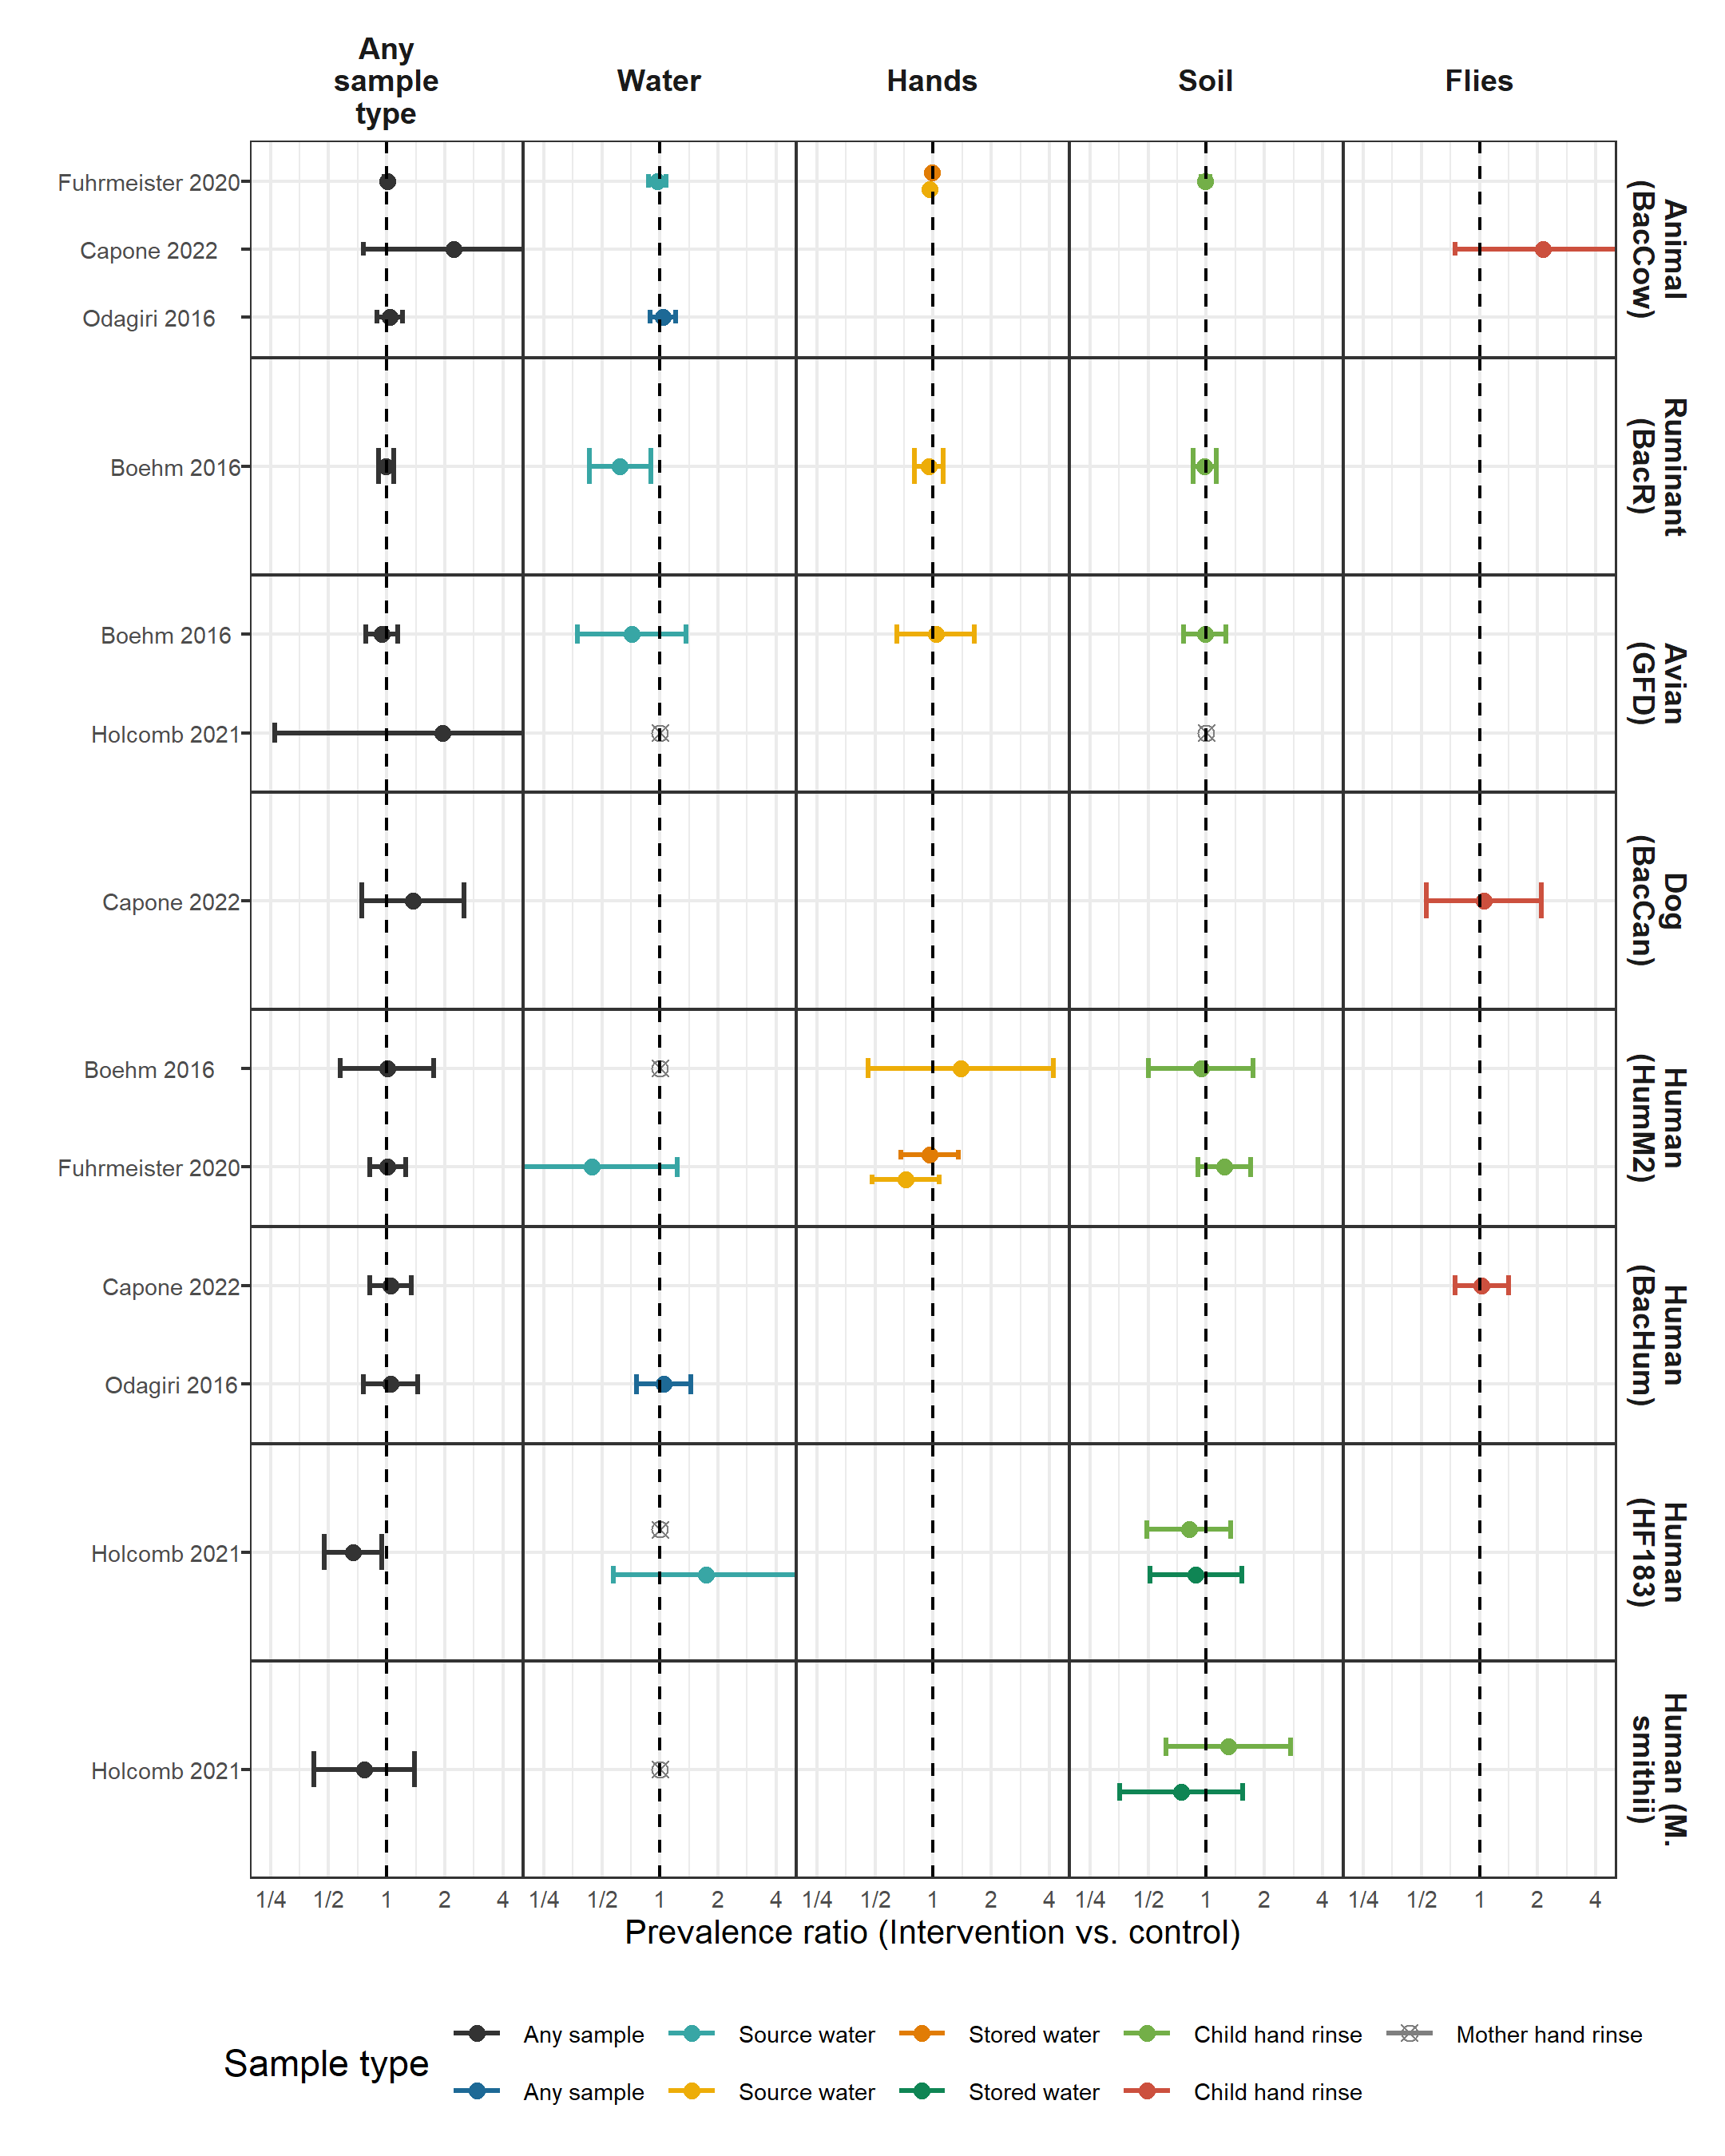 Any
sample
type
Water
Hands
Soil
Flies
Fuhrmeister 2020
Capone 2022
Odagiri 2016
Animal
(BacCow)
Boehm 2016
Ruminant
(BacR)
Boehm 2016
Holcomb 2021
Avian
(GFD)
Capone 2022
Dog
(BacCan)
Boehm 2016
Fuhrmeister 2020
Human
(HumM2)
Capone 2022
Odagiri 2016
Human
(BacHum)
Holcomb 2021
Human
(HF183)
Holcomb 2021
Human (M.
smithii)
1/4 1/2 1 2 4 1/4 1/2 1 2 4 1/4 1/2 1 2 4 1/4 1/2 1 2 4 1/4 1/2 1 2 4
Prevalence ratio (Intervention vs. control)
Sample type
Any sample Source water Stored water Child hand rinse Mother hand rinse
Any sample Source water Stored water Child hand rinse